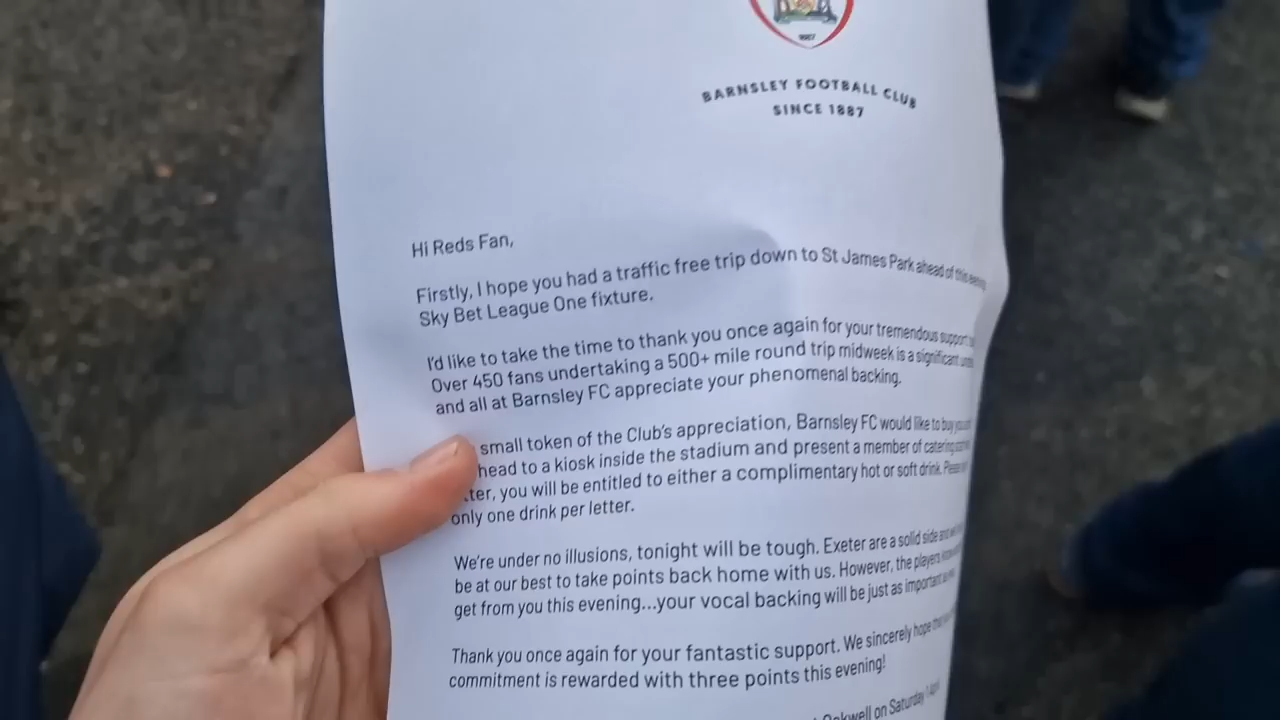 1887
BARNSLEY FOOTBALL CLUB
SINCE 1887
Hi Reds Fan,
Firstly, I hope you had a traffic free trip down to St James Park ahead of this
Sky Bet League One fixture.
I'd like to take the time to thank you once again for your tremendous support
Over 450 fans undertaking a 500+ mile round trip midweek is a significant
and all at Barnsley FC appreciate your phenomenal backing.
small token of the Club's appreciation, Barnsley FC would like to buy
head to a kiosk inside the stadium and present a member of catering
you will be entitled to either a complimentary hot or soft drink.
only one drink per letter.
We're under no illusions, tonight will be tough. Exeter are a solid side
be at our best to take points back home with us. However, the players
get from you this evening...your vocal backing will be just as important
Thank you once again for your fantastic support. We sincerely hope
commitment is rewarded with three points this evening!
on Saturday